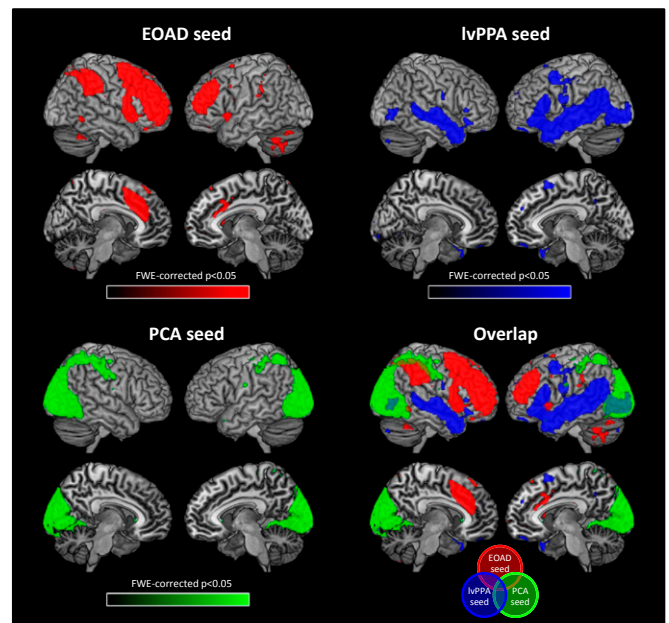 EOAD seed
lvPPA seed
FWE-corrected p<0.05
FWE-corrected p<0.05
PCA seed
Overlap
FWE-corrected p<0.05
EOAD
seed
lvPPA
seed
PCA
seed